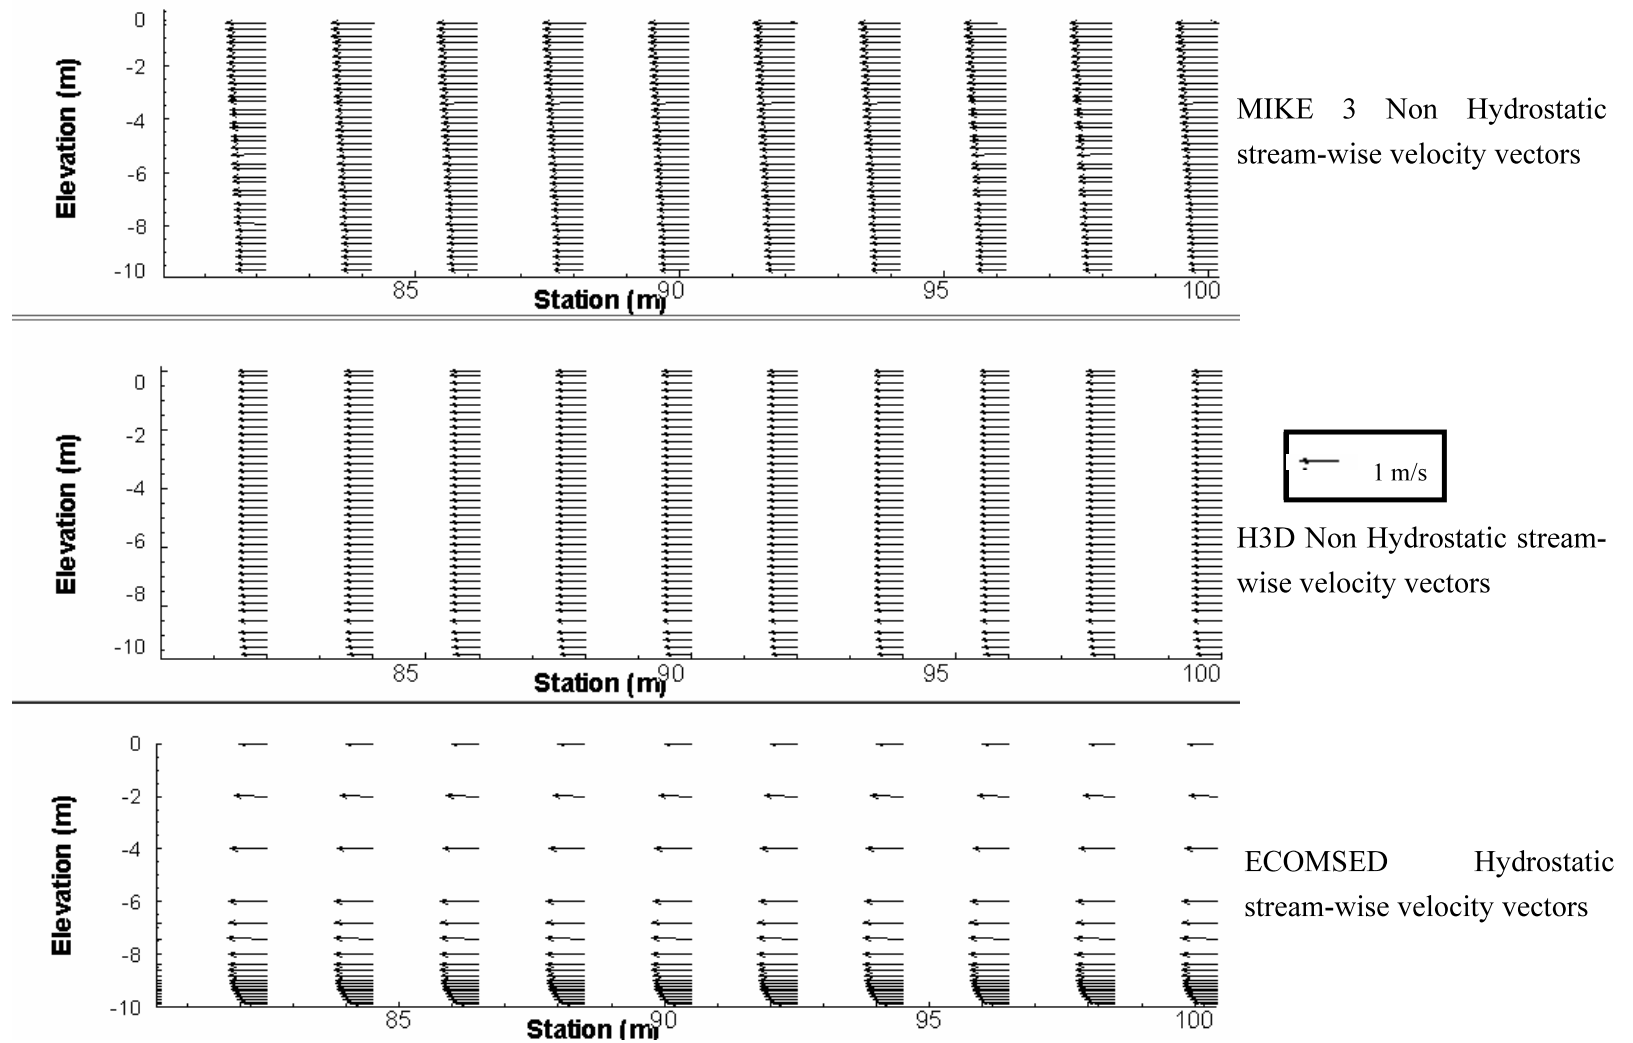 0
-2
-4
-6
-8
-10
Elevation (m)
85
90
95
100
Station (m)
MIKE 3 Non Hydrostatic
stream-wise velocity vectors
0
-2
-4
-6
-8
-10
Elevation (m)
85
90
95
100
Station (m)
1 m/s
H3D Non Hydrostatic stream-
wise velocity vectors
0
-2
-4
-6
-8
-10
Elevation (m)
85
90
95
100
Station (m)
ECOMSED Hydrostatic
stream-wise velocity vectors